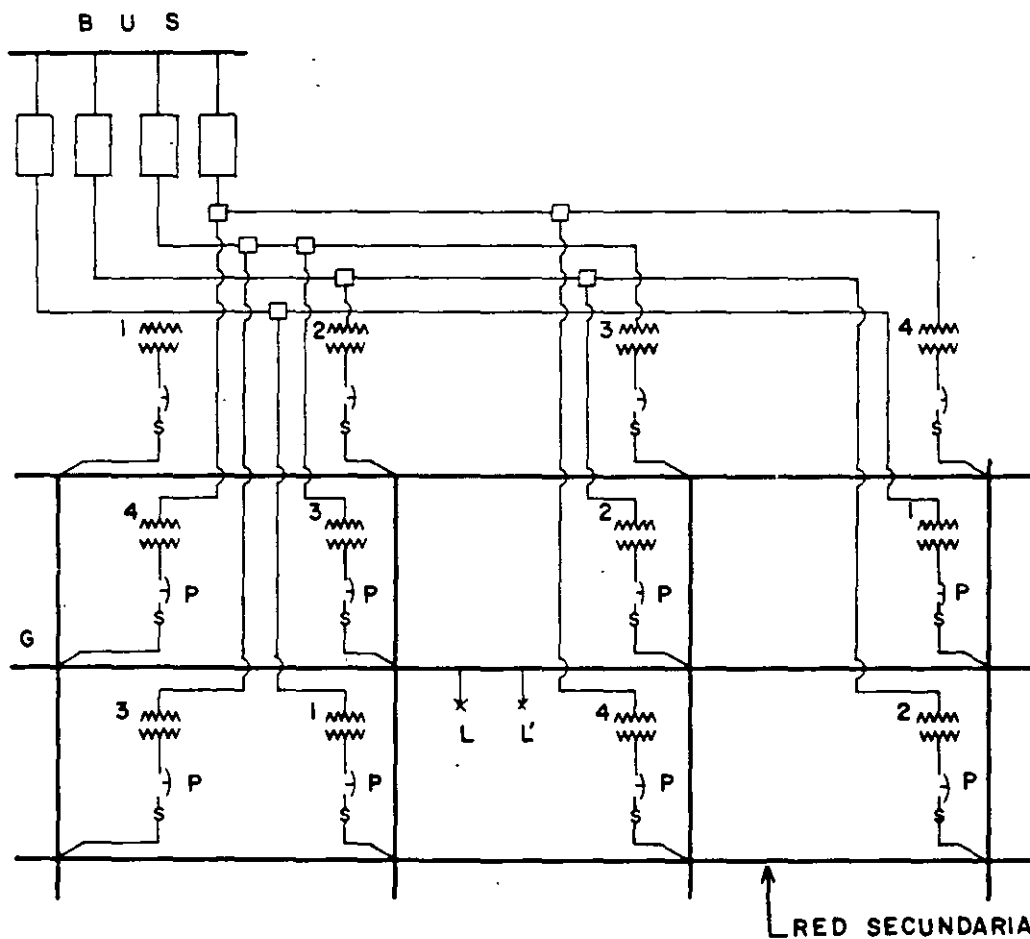 B U S
1 2 3 4
S S S S
4 3 2 1
P P P P
S S S S
G
3 1 4 2
L L'
P P P P
S S S S
RED SECUNDARIA